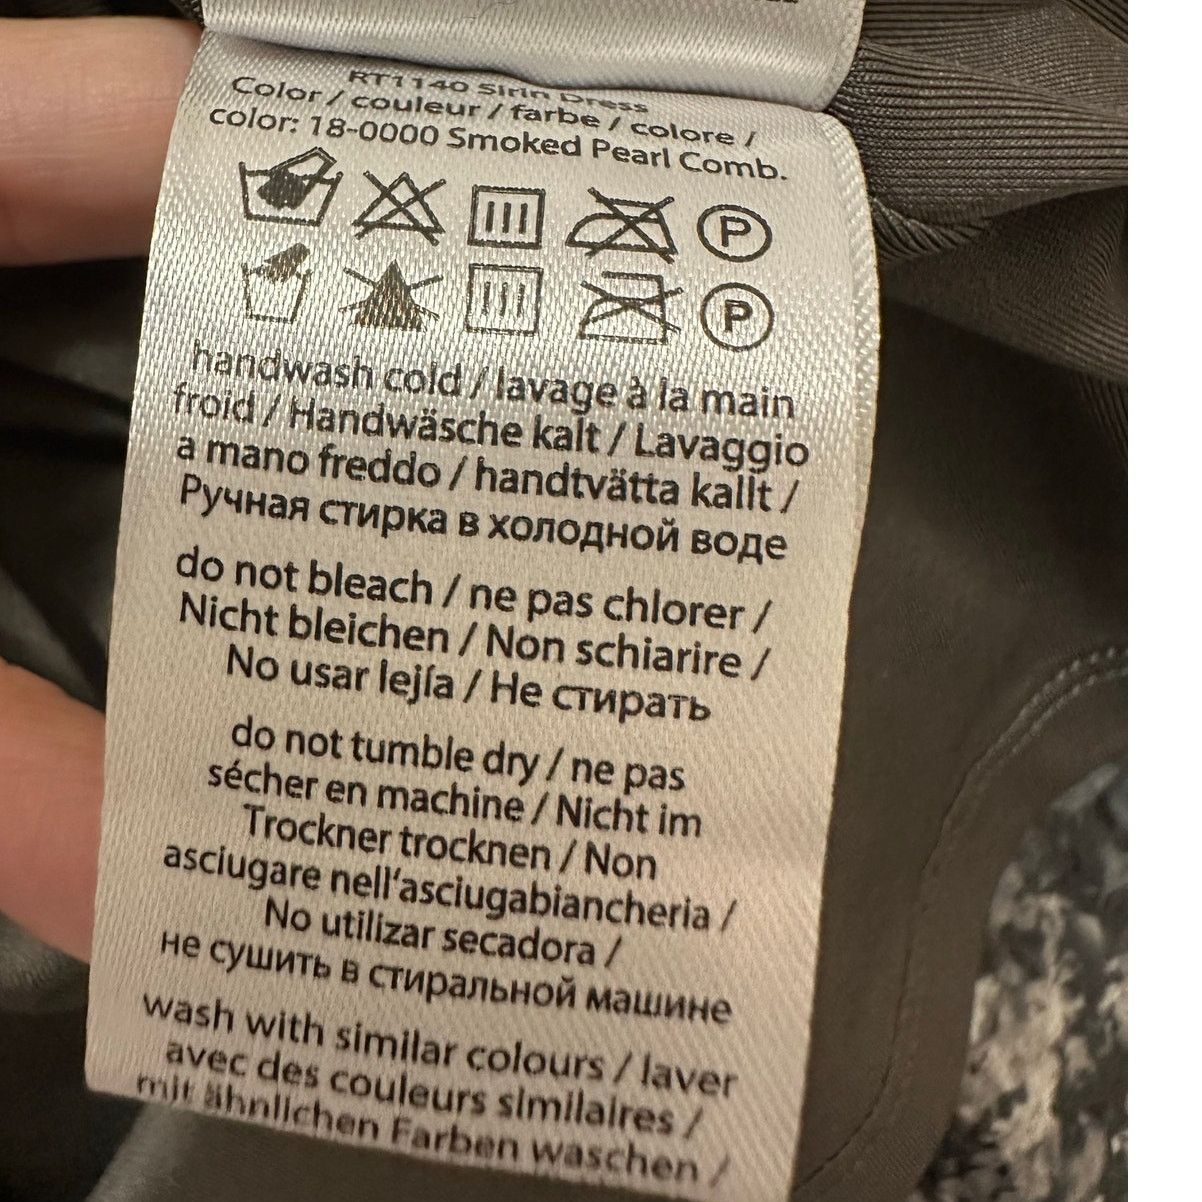 RT1140 Sirin Dress
Color / couleur / farbe / colore /
color: 18-0000 Smoked Pearl Comb.
P
P
handwash cold / lavage à la main
froid / Handwäsche kalt / Lavaggio
a mano freddo / handtvätta kallt /
Ручная стирка в холодной воде
do not bleach / ne pas chlorer /
Nicht bleichen / Non schiarire /
No usar lejía / Не стирать
do not tumble dry / ne pas
sécher en machine / Nicht im
Trockner trocknen / Non
asciugare nell'asciugabiancheria /
No utilizar secadora /
не сушить в стиральной машине
wash with similar colours / laver
avec des couleurs similaires /
mit ähnlichen Farben waschen /